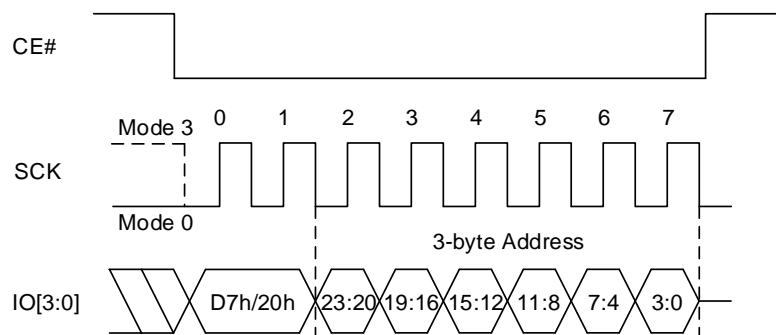 CE#
0 1 2 3 4 5 6 7
Mode 3
SCK
Mode 0
3-byte Address
IO[3:0] D7h/20h 23:20 19:16 15:12 11:8 7:4 3:0